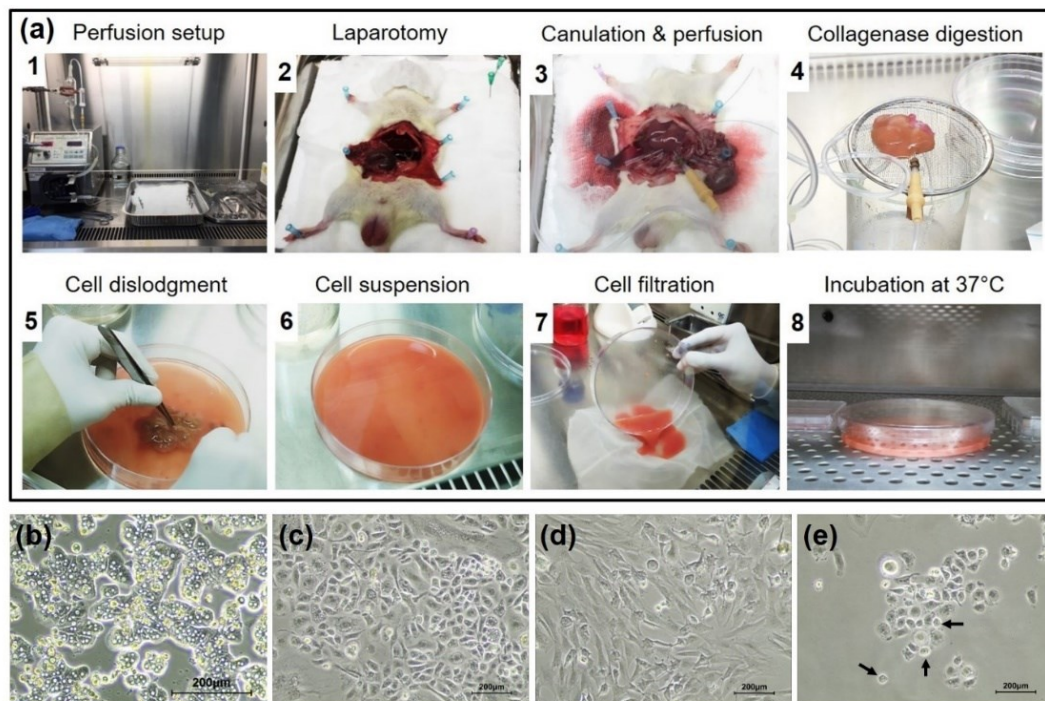 (a) Perfusion setup
Laparotomy
Canulation & perfusion
Collagenase digestion
1
2
3
4
Cell dislodgment
Cell suspension
Cell filtration
Incubation at 37°C
5
6
7
8
(b)
(c)
(d)
(e)
200µm
200µm
200µm
200µm